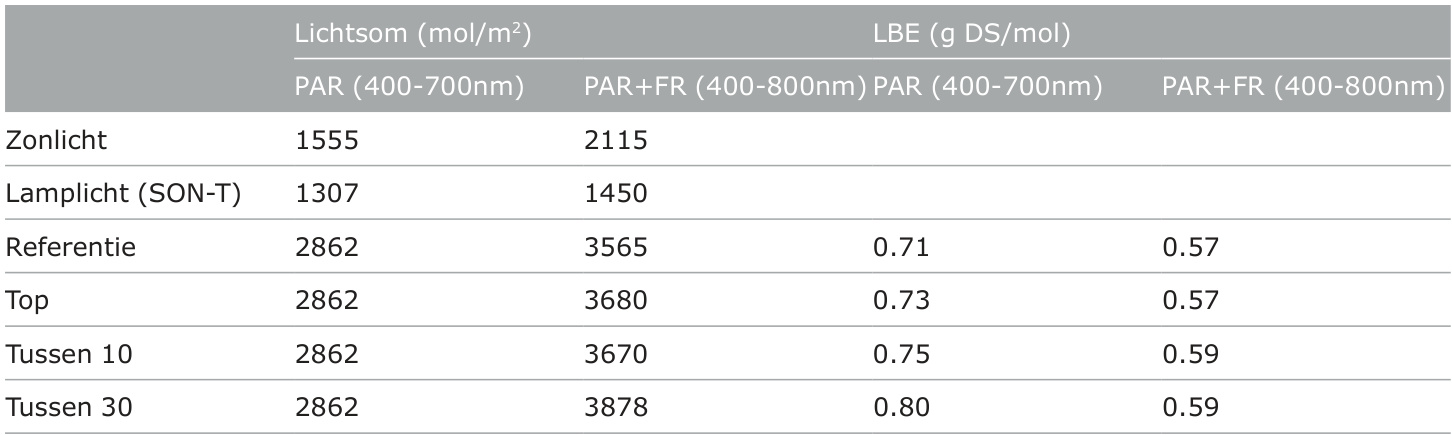 Lichtsom (mol/m²) LBE (g DS/mol)
PAR (400-700nm) PAR+FR (400-800nm) PAR (400-700nm) PAR+FR (400-800nm)
Zonlicht 1555 2115
Lamplicht (SON-T) 1307 1450
Referentie 2862 3565 0.71 0.57
Top 2862 3680 0.73 0.57
Tussen 10 2862 3670 0.75 0.59
Tussen 30 2862 3878 0.80 0.59